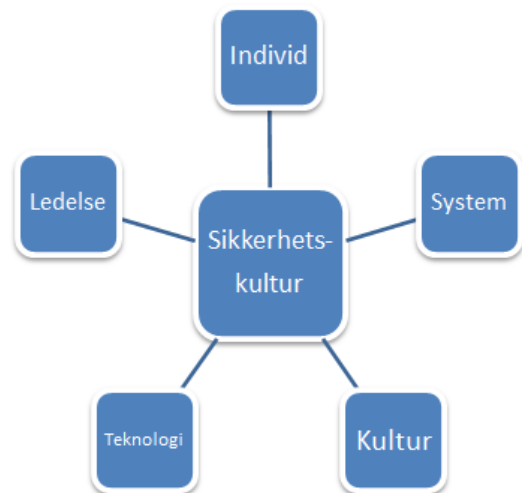 Individ
Ledelse
System
Sikkerhets-
kultur
Teknologi
Kultur